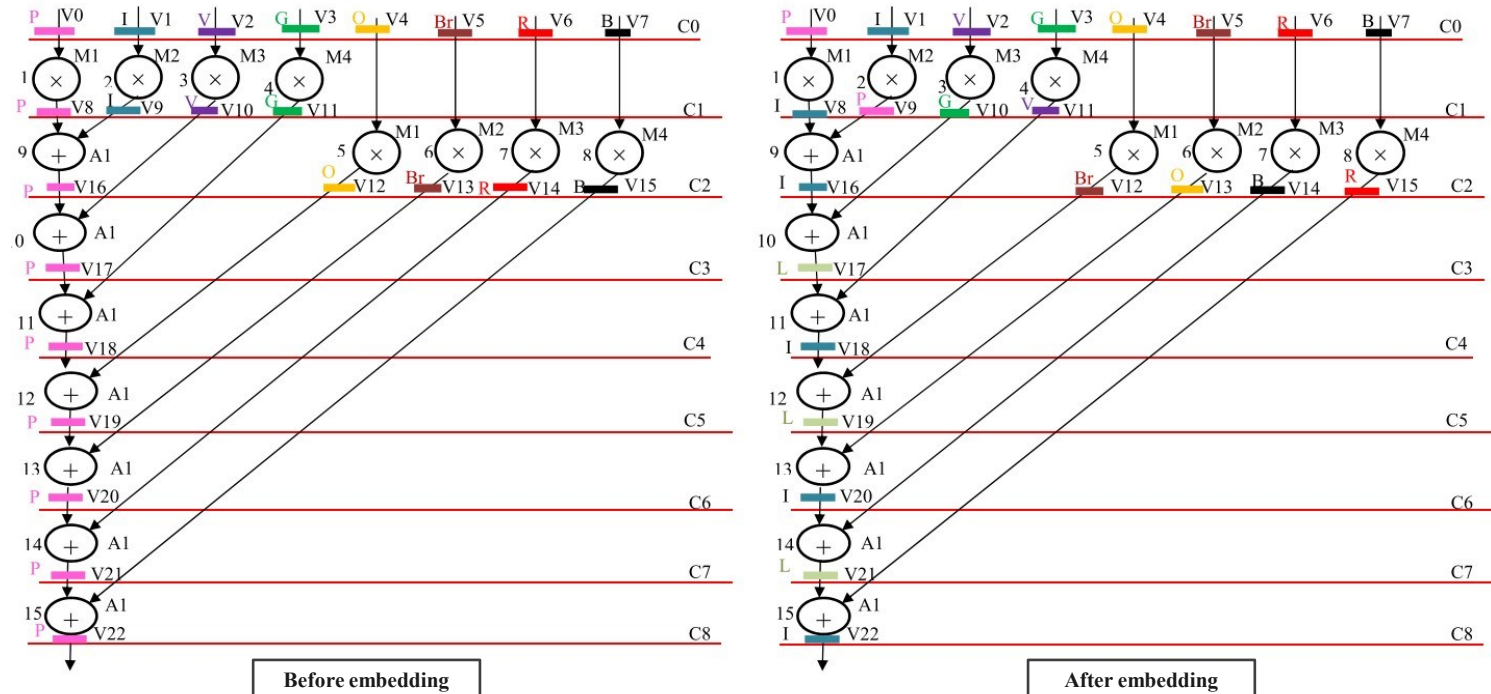 P V0 I V1 V V2 G V3 O V4 Br V5 R V6 B V7 C0
M1 M2 M3 M4
1 × 2 × 3 × 4 ×
P V8 I V9 V V10 G V11 C1
9 + A1 5 × M1 6 × M2 7 × M3 8 × M4
P V16 O V12 Br V13 R V14 B V15 C2
0 + A1
P V17 C3
11 + A1
P V18 C4
12 + A1
P V19 C5
13 + A1
P V20 C6
14 + A1
P V21 C7
15 + A1
P V22 C8
Before embedding
P V0 I V1 V V2 G V3 O V4 Br V5 R V6 B V7 C0
M1 M2 M3 M4
1 × 2 × 3 × 4 ×
I V8 P V9 G V10 V V11 C1
9 + A1 5 × M1 6 × M2 7 × M3 8 × M4
I V16 Br V12 O V13 B V14 R V15 C2
10 + A1
L V17 C3
11 + A1
I V18 C4
12 + A1
L V19 C5
13 + A1
I V20 C6
14 + A1
L V21 C7
15 + A1
I V22 C8
After embedding